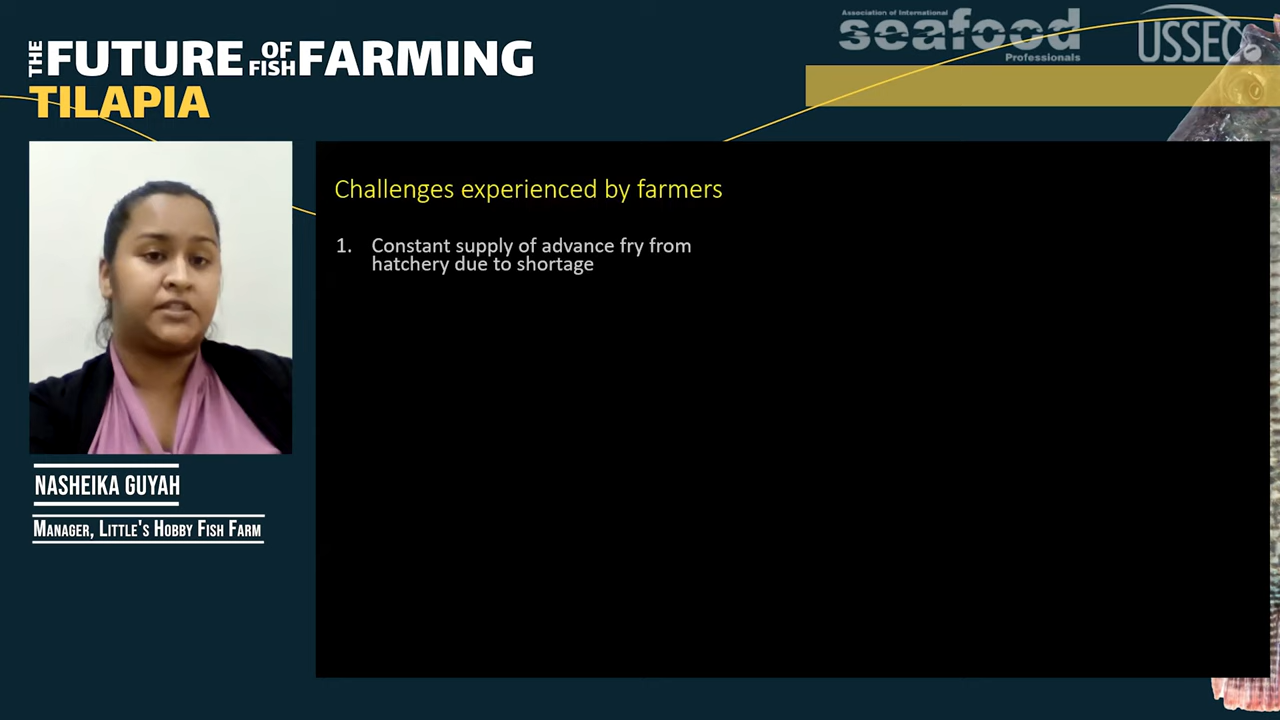 THE FUTURE OF FISH FARMING
TILAPIA
Association of International
seafood
Professionals
USSEC
Challenges experienced by farmers
1. Constant supply of advance fry from
hatchery due to shortage
NASHEIKA GUYAH
MANAGER, LITTLE'S HOBBY FISH FARM